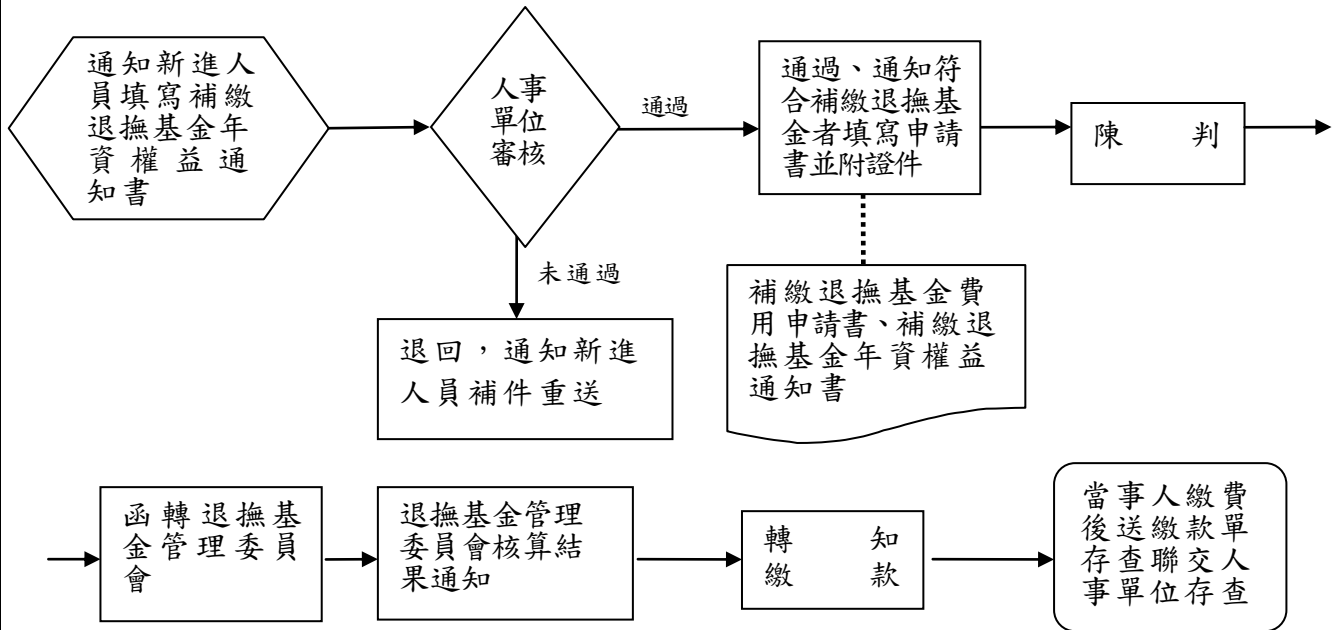 通知新進人
員填寫補繳
退撫基金年
資權益通
知書
人事
單位
審核
通過
通過、通知符
合補繳退撫基
金者填寫申請
書並附證件
陳判
未通過
退回，通知新進
人員補件重送
補繳退撫基金費
用申請書、補繳退
撫基金年資權益
通知書
函轉退撫基
金管理委員
會
退撫基金管理
委員會核算結
果通知
轉知
繳款
當事人繳費
後送繳款單
存查聯交人
事單位存查